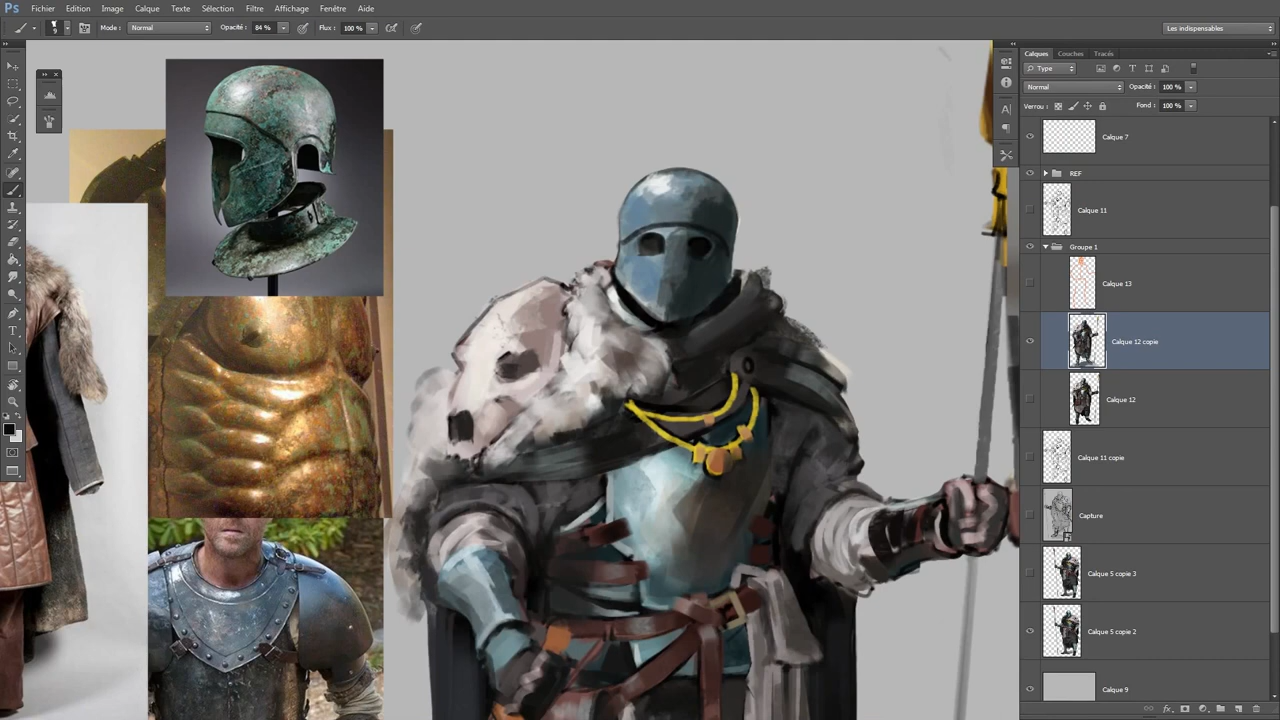 Ps Fichier Edition Image Calque Texte Sélection Filtre Affichage Fenêtre Aide
9 Mode : Normal Opacité : 84 % Flux : 100 % Les indispensables
Calques Couches Tracés
Type
Normal Opacité : 100 %
Verrou : Fond : 100 %
Calque 7
REF
Calque 11
Groupe 1
Calque 13
Calque 12 copie
Calque 12
Calque 11 copie
Capture
Calque 5 copie 3
Calque 5 copie 2
Calque 9
fx